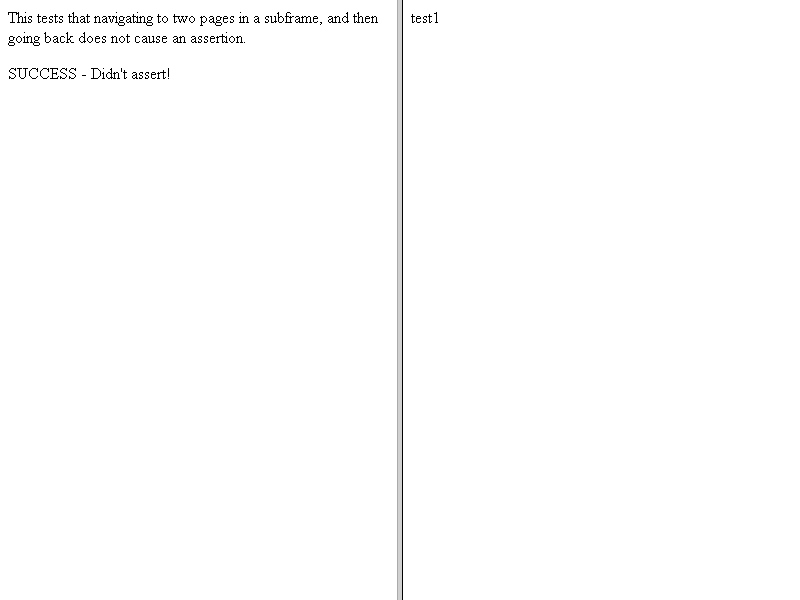 This tests that navigating to two pages in a subframe, and then
going back does not cause an assertion.
SUCCESS - Didn't assert!
test1